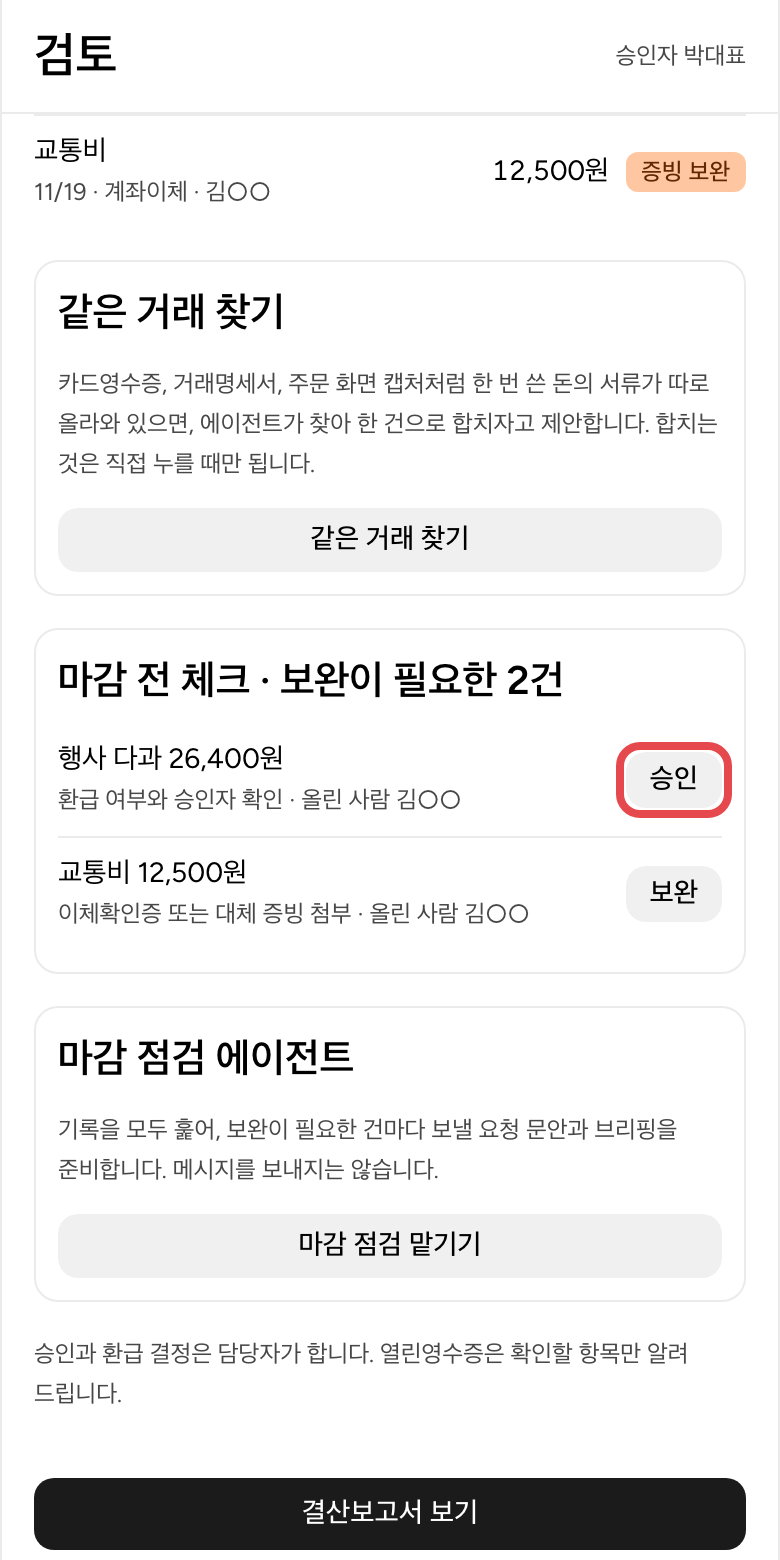 검토
승인자 박대표
교통비
11/19 · 계좌이체 · 김○○
12,500원
증빙 보완
같은 거래 찾기
카드영수증, 거래명세서, 주문 화면 캡처처럼 한 번 쓴 돈의 서류가 따로
올라와 있으면, 에이전트가 찾아 한 건으로 합치자고 제안합니다. 합치는
것은 직접 누를 때만 됩니다.
같은 거래 찾기
마감 전 체크 · 보완이 필요한 2건
행사 다과 26,400원
환급 여부와 승인자 확인 · 올린 사람 김○○
승인
교통비 12,500원
이체확인증 또는 대체 증빙 첨부 · 올린 사람 김○○
보완
마감 점검 에이전트
기록을 모두 훑어, 보완이 필요한 건마다 보낼 요청 문안과 브리핑을
준비합니다. 메시지를 보내지는 않습니다.
마감 점검 맡기기
승인과 환급 결정은 담당자가 합니다. 열린영수증은 확인할 항목만 알려
드립니다.
결산보고서 보기